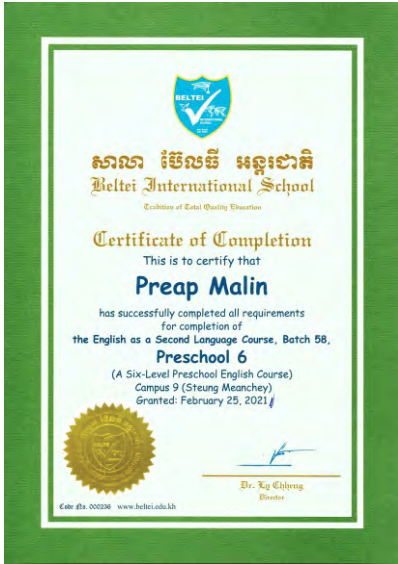 BELTEI
INTERNATIONAL
SCHOOL
សាលា ប៊ែលធី អន្តរជាតិ
Beltei International School
Tradition of Total Quality Education
Certificate of Completion
This is to certify that
Preap Malin
has successfully completed all requirements
for completion of
the English as a Second Language Course, Batch 58,
Preschool 6
(A Six-Level Preschool English Course)
Campus 9 (Steung Meanchey)
Granted: February 25, 2021
Dr. Ly Chheng
Director
Code No. 000236 www.beltei.edu.kh